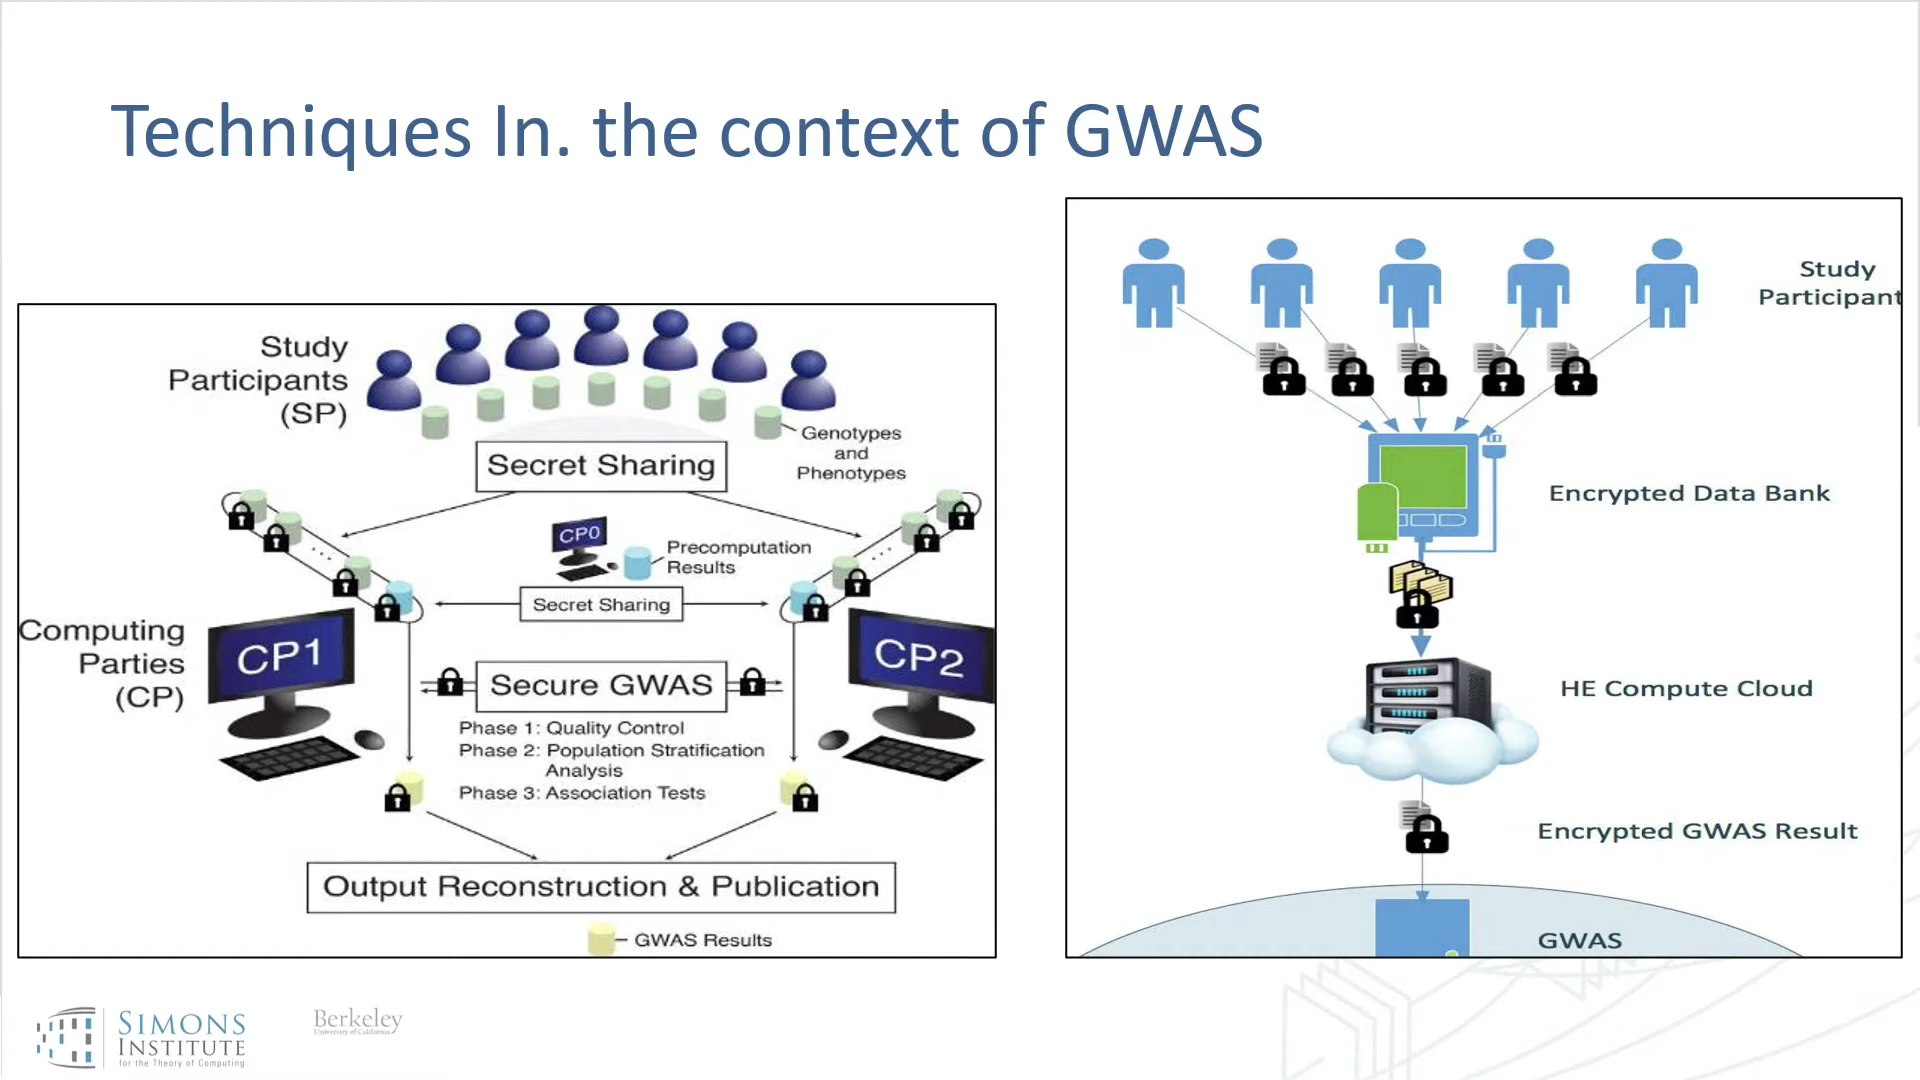 Techniques In. the context of GWAS
Study
Participants
(SP)
Genotypes
and
Phenotypes
Secret Sharing
CP0
Precomputation
Results
Secret Sharing
Computing
Parties
(CP)
CP1
CP2
Secure GWAS
Phase 1: Quality Control
Phase 2: Population Stratification
Analysis
Phase 3: Association Tests
Output Reconstruction & Publication
GWAS Results
Study
Participant
Encrypted Data Bank
HE Compute Cloud
Encrypted GWAS Result
GWAS
SIMONS
INSTITUTE
for the Theory of Computing
Berkeley
University of California